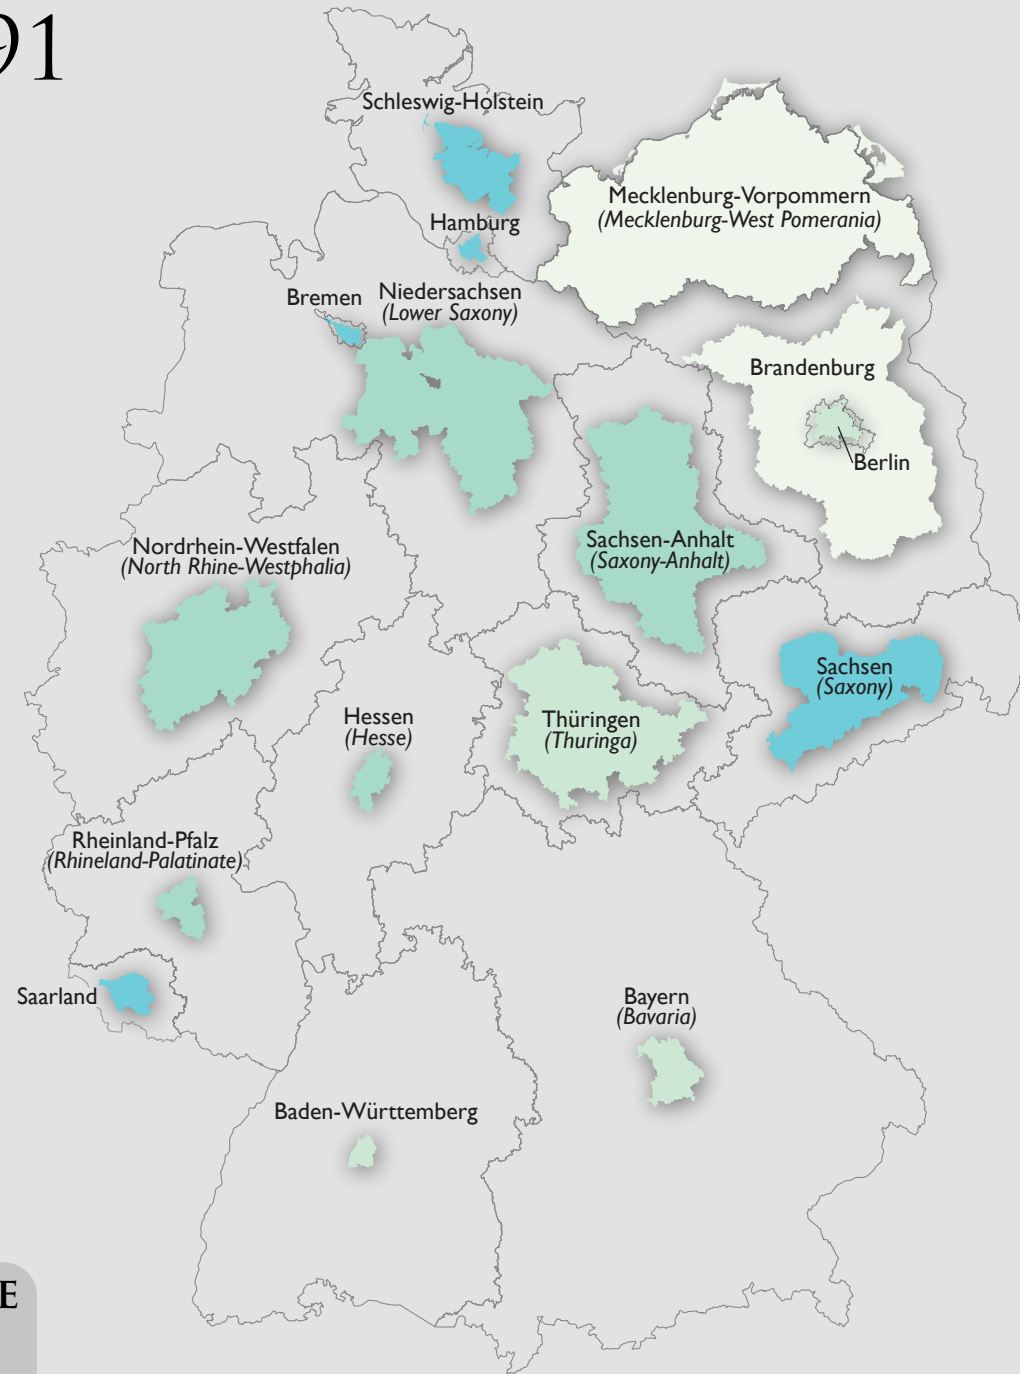 91
Schleswig-Holstein
Mecklenburg-Vorpommern
(Mecklenburg-West Pomerania)
Hamburg
Bremen
Niedersachsen
(Lower Saxony)
Brandenburg
Berlin
Nordrhein-Westfalen
(North Rhine-Westphalia)
Sachsen-Anhalt
(Saxony-Anhalt)
Sachsen
(Saxony)
Hessen
(Hesse)
Thüringen
(Thuringa)
Rheinland-Pfalz
(Rhineland-Palatinate)
Saarland
Bayern
(Bavaria)
Baden-Württemberg
E